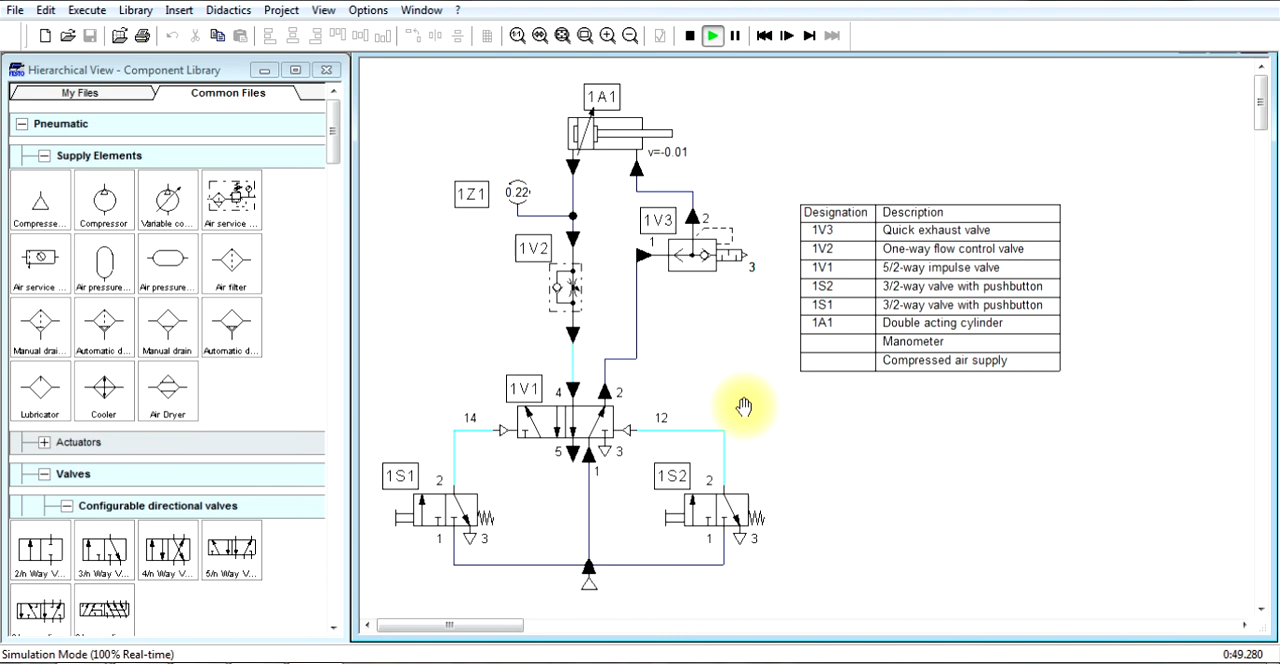 File Edit Execute Library Insert Didactics Project View Options Window ?
Hierarchical View - Component Library
My Files Common Files
Pneumatic
Supply Elements
Compresse... Compressor Variable co... Air service ...
Air service ... Air pressure... Air pressure... Air filter
Manual drai... Automatic d... Manual drain Automatic d...
Lubricator Cooler Air Dryer
Actuators
Valves
Configurable directional valves
2/n Way V... 3/n Way V... 4/n Way V... 5/n Way V...
1A1
v=-0.01
1Z1
0.22
1V2
1V3
2
1
3
1V1
4
2
14
12
5
1
3
1S1
2
1
3
1S2
2
1
3
Designation Description
1V3 Quick exhaust valve
1V2 One-way flow control valve
1V1 5/2-way impulse valve
1S2 3/2-way valve with pushbutton
1S1 3/2-way valve with pushbutton
1A1 Double acting cylinder
Manometer
Compressed air supply
Simulation Mode (100% Real-time)
0:49.280